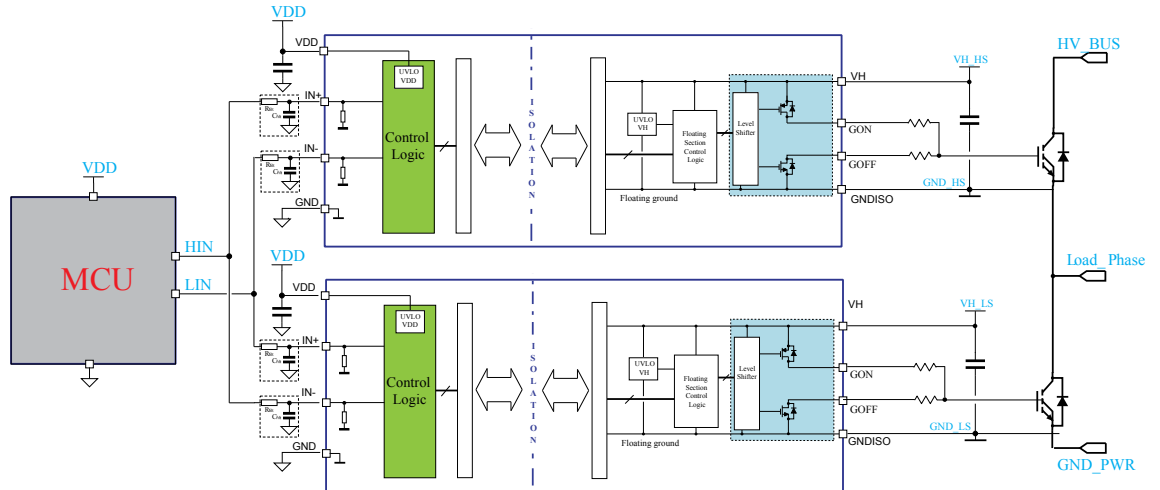 VDD
VDD
UVLO
VDD
IN+
Rin
Cin
Control
Logic
IN-
Rin
Cin
GND
ISOLATION
UVLO
VH
Floating
Section
Control
Logic
Level
Shifter
Floating ground
VH
GON
GOFF
GNDISO
VH_HS
GND_HS
HV_BUS
VDD
MCU
HIN
LIN
Load_Phase
VDD
VDD
UVLO
VDD
IN+
Rin
Cin
Control
Logic
IN-
Rin
Cin
GND
ISOLATION
UVLO
VH
Floating
Section
Control
Logic
Level
Shifter
Floating ground
VH
GON
GOFF
GNDISO
VH_LS
GND_LS
GND_PWR